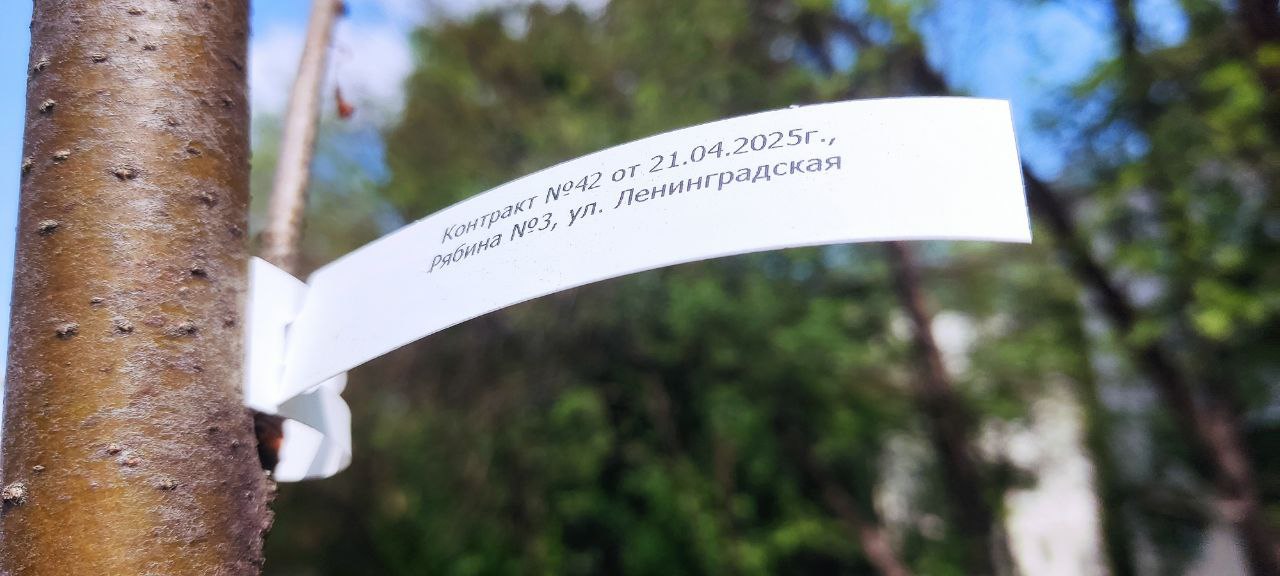 Контракт №42 от 21.04.2025г.,
Рябина №3, ул. Ленинградская